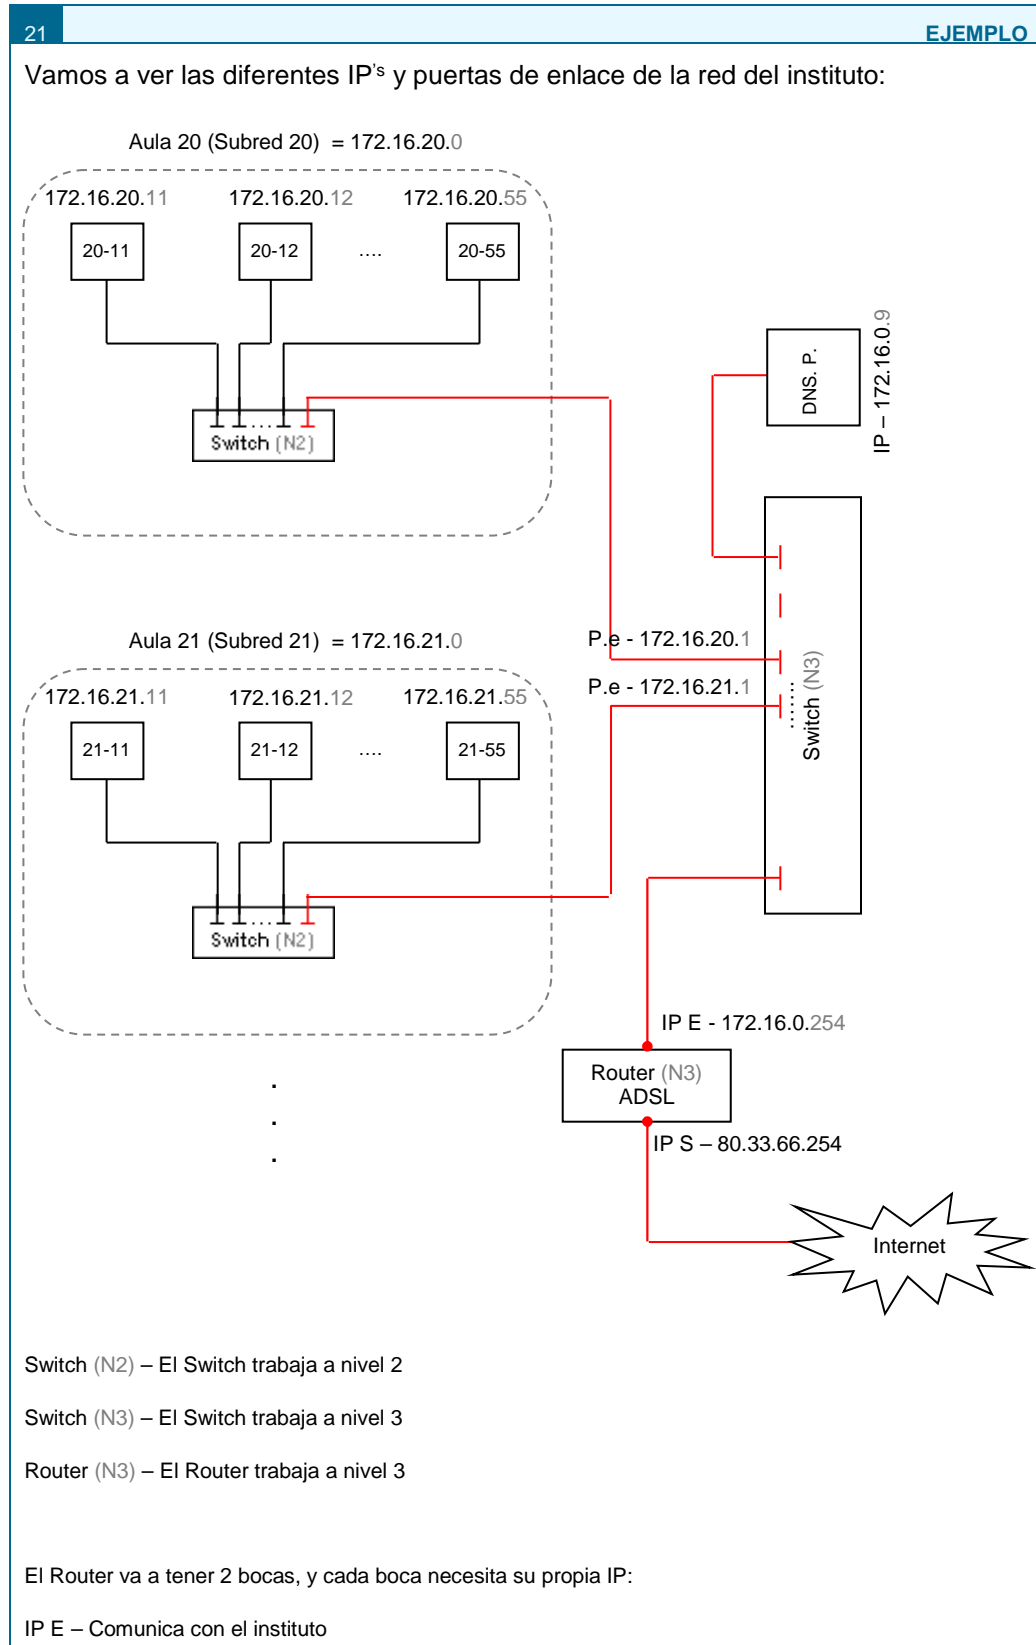 21
EJEMPLO
Vamos a ver las diferentes IP's y puertas de enlace de la red del instituto:
Aula 20 (Subred 20) = 172.16.20.0
172.16.20.11 172.16.20.12 172.16.20.55
20-11 20-12 .... 20-55
Switch (N2)
DNS. P.
IP – 172.16.0.9
Aula 21 (Subred 21) = 172.16.21.0
172.16.21.11 172.16.21.12 172.16.21.55
21-11 21-12 .... 21-55
Switch (N2)
P.e - 172.16.20.1
P.e - 172.16.21.1
Switch (N3)
.......
IP E - 172.16.0.254
Router (N3)
ADSL
IP S – 80.33.66.254
Internet
.
.
.
Switch (N2) – El Switch trabaja a nivel 2
Switch (N3) – El Switch trabaja a nivel 3
Router (N3) – El Router trabaja a nivel 3
El Router va a tener 2 bocas, y cada boca necesita su propia IP:
IP E – Comunica con el instituto